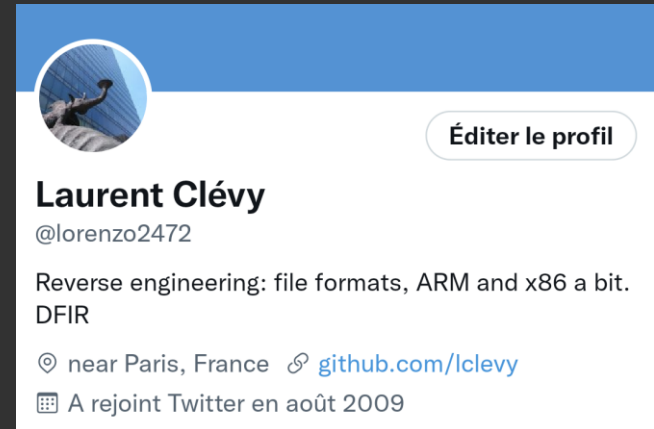 Éditer le profil
Laurent Clévy
@lorenzo2472
Reverse engineering: file formats, ARM and x86 a bit.
DFIR
near Paris, France github.com/lclevy
A rejoint Twitter en août 2009